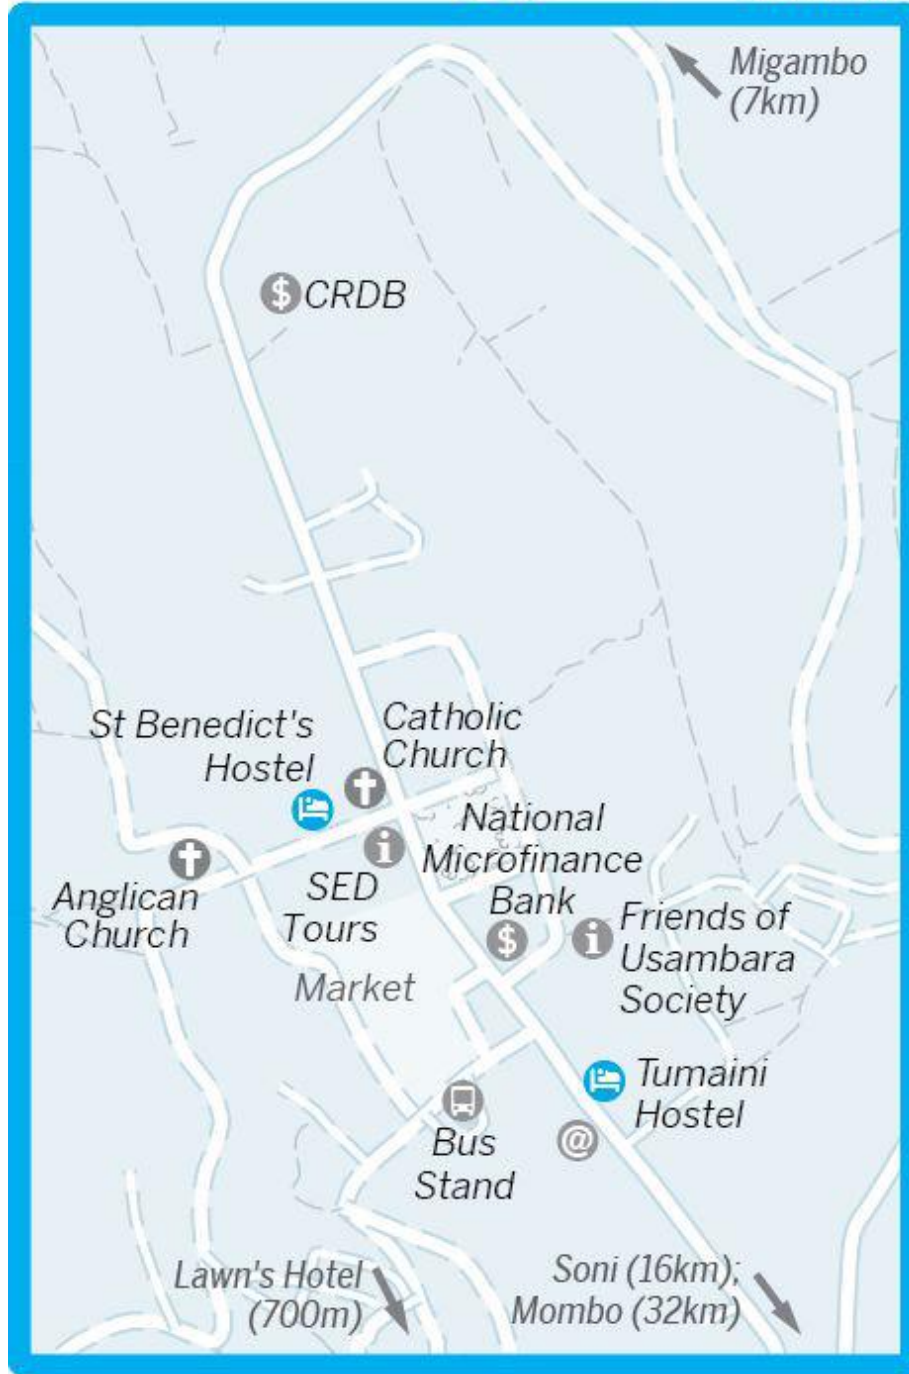 Migambo
(7km)
$ CRDB
St Benedict's
Hostel
Catholic
Church
National
Microfinance
Bank
$
i
SED
Tours
Anglican
Church
i
Friends of
Usambara
Society
Market
Tumaini
Hostel
@
Bus
Stand
Lawn's Hotel
(700m)
Soni (16km);
Mombo (32km)